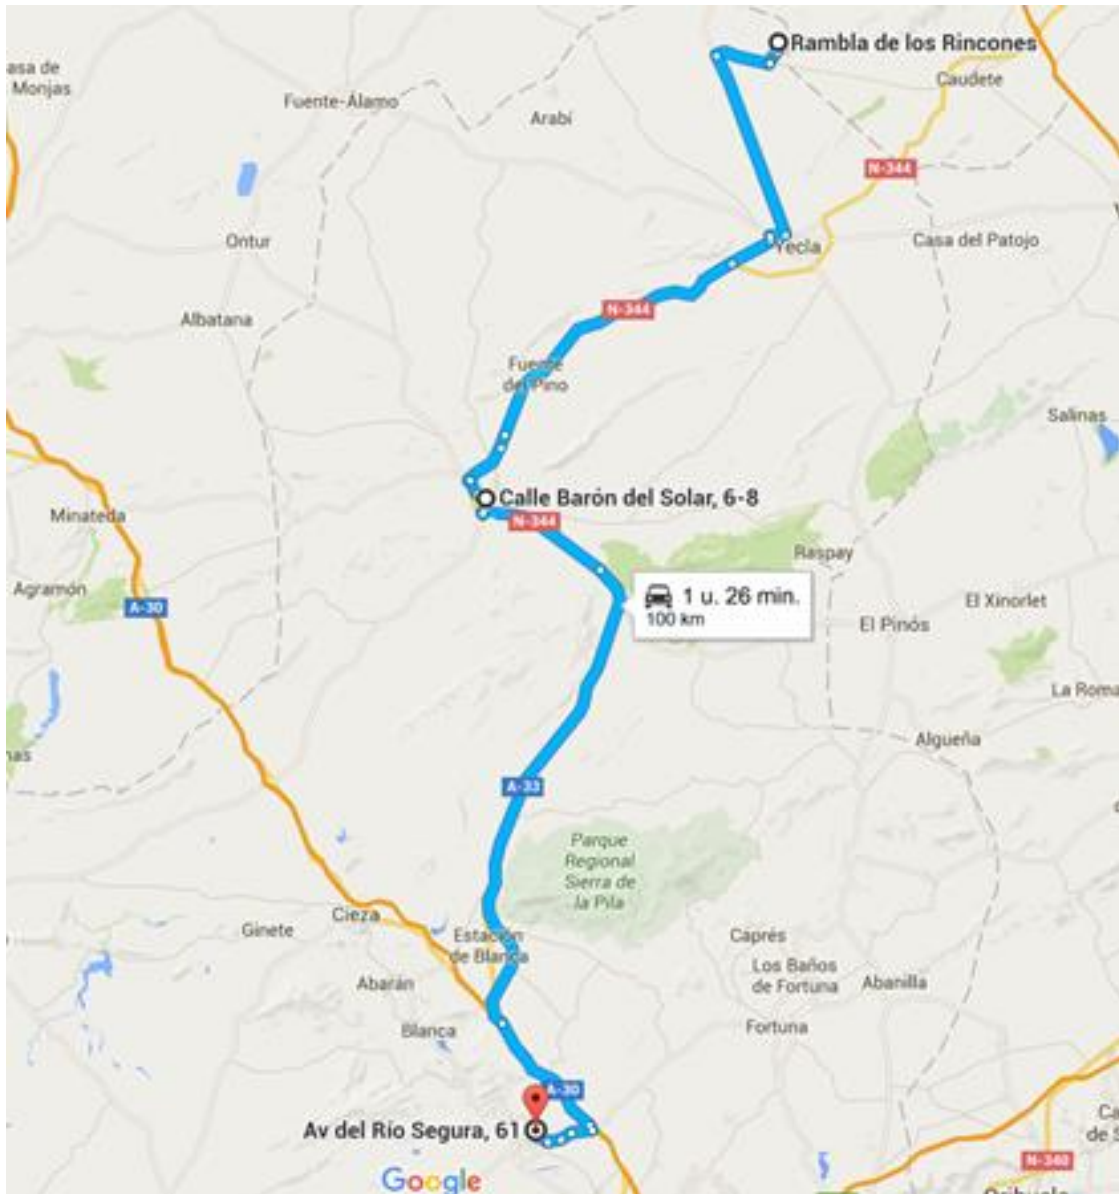 Rambla de los Rincones
asa de
Monjas
Caudete
Fuente-Álamo
Arabí
N-344
Ontur
Yecla
Casa del Patojo
N-344
Albatana
Fuente
del Pino
Salinas
Calle Barón del Solar, 6-8
Minateda
N-344
Raspay
Agramón
A-30
1 u. 26 min.
100 km
El Xinorlet
El Pinós
La Roma
nas
Algueña
A-33
Parque
Regional
Sierra de
la Pila
Cieza
Ginete
Estación
de Blanca
Caprés
Los Baños
de Fortuna
Abanilla
Abarán
Blanca
Fortuna
A-30
Av del Río Segura, 61
Ca
de S
N-340
Google